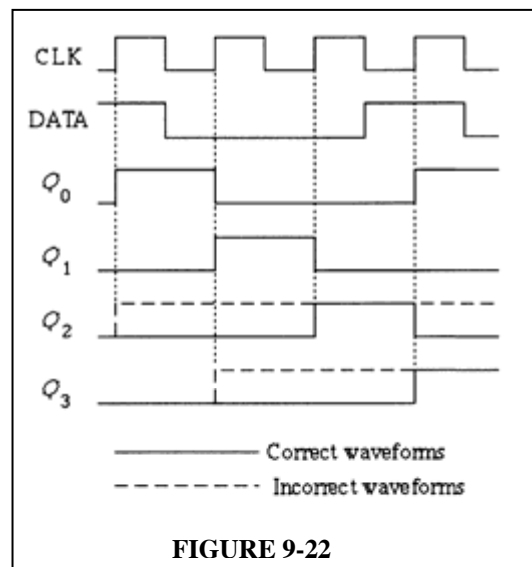 CLK
DATA
Q0
Q1
Q2
Q3
Correct waveforms
Incorrect waveforms
FIGURE 9-22